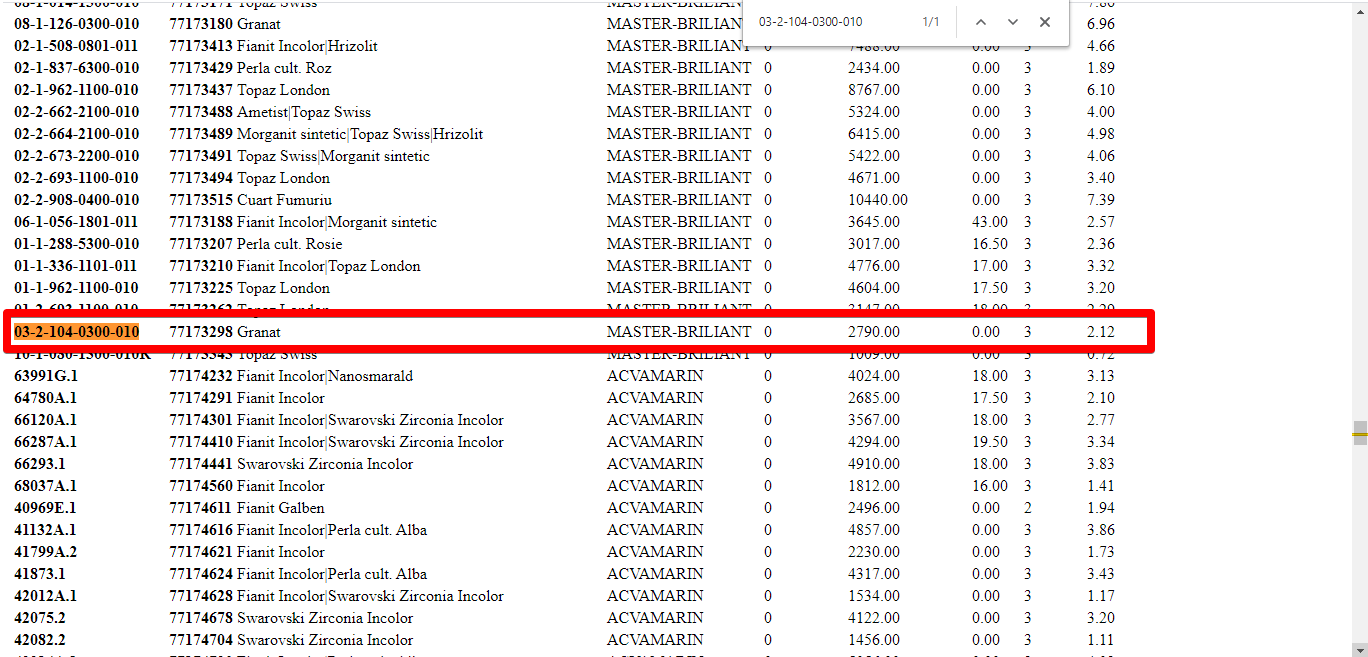 08-1-014-1300-010 77173171 Topaz Swiss 7.80
08-1-126-0300-010 77173180 Granat MASTER-BRILIANT 03-2-104-0300-010 1/1 6.96
02-1-508-0801-011 77173413 Fianit Incolor|Hrizolit MASTER-BRILIANT 0 7488.00 0.00 3 4.66
02-1-837-6300-010 77173429 Perla cult. Roz MASTER-BRILIANT 0 2434.00 0.00 3 1.89
02-1-962-1100-010 77173437 Topaz London MASTER-BRILIANT 0 8767.00 0.00 3 6.10
02-2-662-2100-010 77173488 Ametist|Topaz Swiss MASTER-BRILIANT 0 5324.00 0.00 3 4.00
02-2-664-2100-010 77173489 Morganit sintetic|Topaz Swiss|Hrizolit MASTER-BRILIANT 0 6415.00 0.00 3 4.98
02-2-673-2200-010 77173491 Topaz Swiss|Morganit sintetic MASTER-BRILIANT 0 5422.00 0.00 3 4.06
02-2-693-1100-010 77173494 Topaz London MASTER-BRILIANT 0 4671.00 0.00 3 3.40
02-2-908-0400-010 77173515 Cuart Fumuriu MASTER-BRILIANT 0 10440.00 0.00 3 7.39
06-1-056-1801-011 77173188 Fianit Incolor|Morganit sintetic MASTER-BRILIANT 0 3645.00 43.00 3 2.57
01-1-288-5300-010 77173207 Perla cult. Rosie MASTER-BRILIANT 0 3017.00 16.50 3 2.36
01-1-336-1101-011 77173210 Fianit Incolor|Topaz London MASTER-BRILIANT 0 4776.00 17.00 3 3.32
01-1-962-1100-010 77173225 Topaz London MASTER-BRILIANT 0 4604.00 17.50 3 3.20
01-2-693-1100-010 77173262 Topaz London MASTER-BRILIANT 0 3147.00 18.00 3 2.29
03-2-104-0300-010 77173298 Granat MASTER-BRILIANT 0 2790.00 0.00 3 2.12
10-1-080-1300-010K 77173343 Topaz Swiss MASTER-BRILIANT 0 1009.00 0.00 3 0.72
63991G.1 77174232 Fianit Incolor|Nanosmarald ACVAMARIN 0 4024.00 18.00 3 3.13
64780A.1 77174291 Fianit Incolor ACVAMARIN 0 2685.00 17.50 3 2.10
66120A.1 77174301 Fianit Incolor|Swarovski Zirconia Incolor ACVAMARIN 0 3567.00 18.00 3 2.77
66287A.1 77174410 Fianit Incolor|Swarovski Zirconia Incolor ACVAMARIN 0 4294.00 19.50 3 3.34
66293.1 77174441 Swarovski Zirconia Incolor ACVAMARIN 0 4910.00 18.00 3 3.83
68037A.1 77174560 Fianit Incolor ACVAMARIN 0 1812.00 16.00 3 1.41
40969E.1 77174611 Fianit Galben ACVAMARIN 0 2496.00 0.00 2 1.94
41132A.1 77174616 Fianit Incolor|Perla cult. Alba ACVAMARIN 0 4857.00 0.00 3 3.86
41799A.2 77174621 Fianit Incolor ACVAMARIN 0 2230.00 0.00 3 1.73
41873.1 77174624 Fianit Incolor|Perla cult. Alba ACVAMARIN 0 4317.00 0.00 3 3.43
42012A.1 77174628 Fianit Incolor|Swarovski Zirconia Incolor ACVAMARIN 0 1534.00 0.00 3 1.17
42075.2 77174678 Swarovski Zirconia Incolor ACVAMARIN 0 4122.00 0.00 3 3.20
42082.2 77174704 Swarovski Zirconia Incolor ACVAMARIN 0 1456.00 0.00 3 1.11